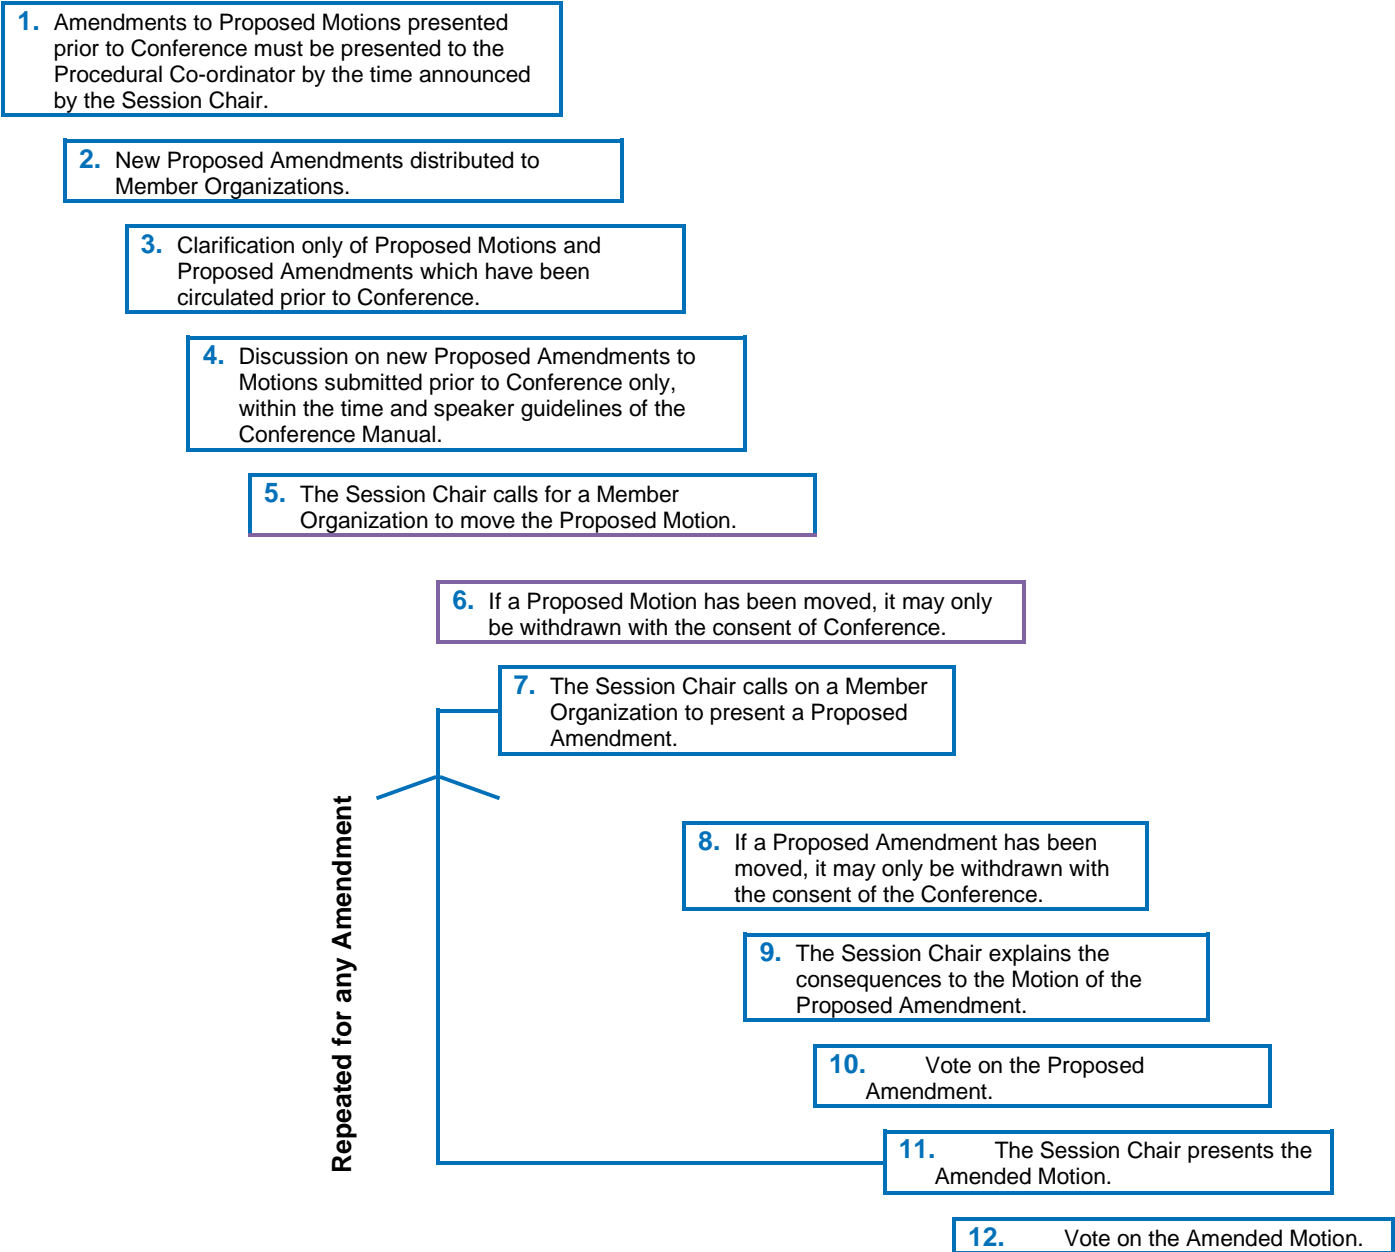 1. Amendments to Proposed Motions presented
prior to Conference must be presented to the
Procedural Co-ordinator by the time announced
by the Session Chair.
2. New Proposed Amendments distributed to
Member Organizations.
3. Clarification only of Proposed Motions and
Proposed Amendments which have been
circulated prior to Conference.
4. Discussion on new Proposed Amendments to
Motions submitted prior to Conference only,
within the time and speaker guidelines of the
Conference Manual.
5. The Session Chair calls for a Member
Organization to move the Proposed Motion.
6. If a Proposed Motion has been moved, it may only
be withdrawn with the consent of Conference.
7. The Session Chair calls on a Member
Organization to present a Proposed
Amendment.
Repeated for any Amendment
8. If a Proposed Amendment has been
moved, it may only be withdrawn with
the consent of the Conference.
9. The Session Chair explains the
consequences to the Motion of the
Proposed Amendment.
10. Vote on the Proposed
Amendment.
11. The Session Chair presents the
Amended Motion.
12. Vote on the Amended Motion.